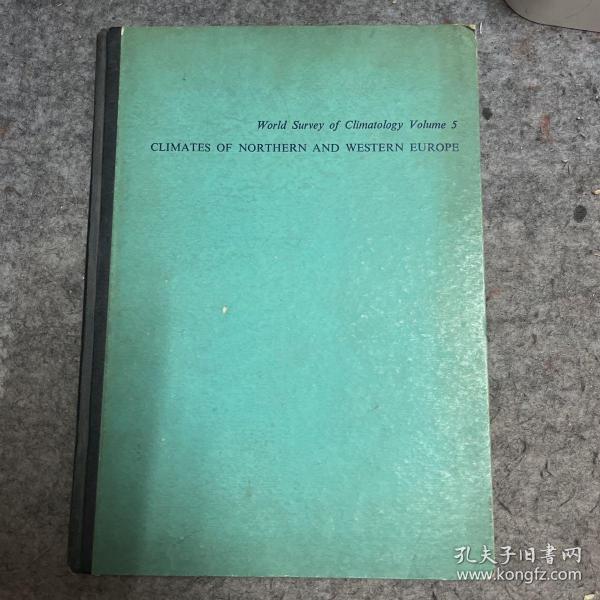 World Survey of Climatology Volume 5
CLIMATES OF NORTHERN AND WESTERN EUROPE
孔夫子旧书网
www.kongfz.com